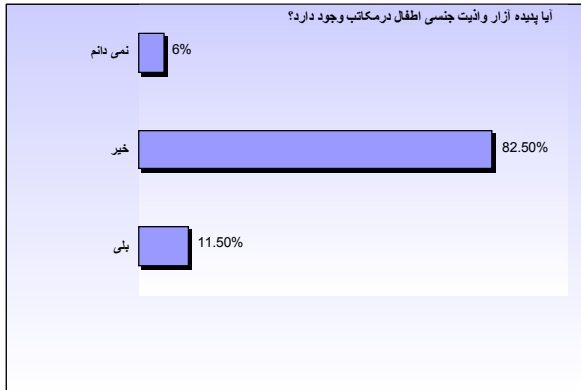 آیا پدیده آزار واذیت جنسی اطفال درمکاتب وجود دارد؟
نمی دانم
6%
خیر
82.50%
بلی
11.50%